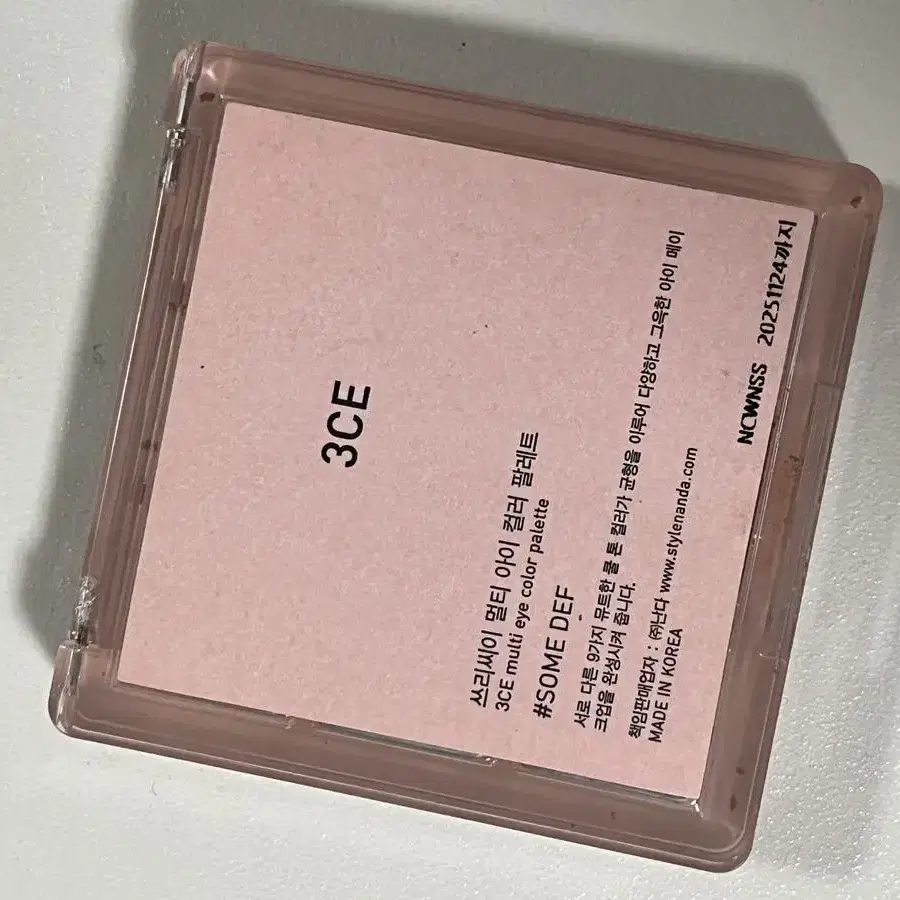 3CE
쓰리씨이 멀티 아이 컬러 팔레트
3CE multi eye color palette
#SOME DEF
서로 다른 9가지 뮤트한 쿨 톤 컬러가 균형을 이루어 다양하고 그윽한 아이 메이
크업을 완성시켜 줍니다.
책임판매업자 : ㈜난다 www.stylenanda.com
MADE IN KOREA
NCWNSS 20251124까지